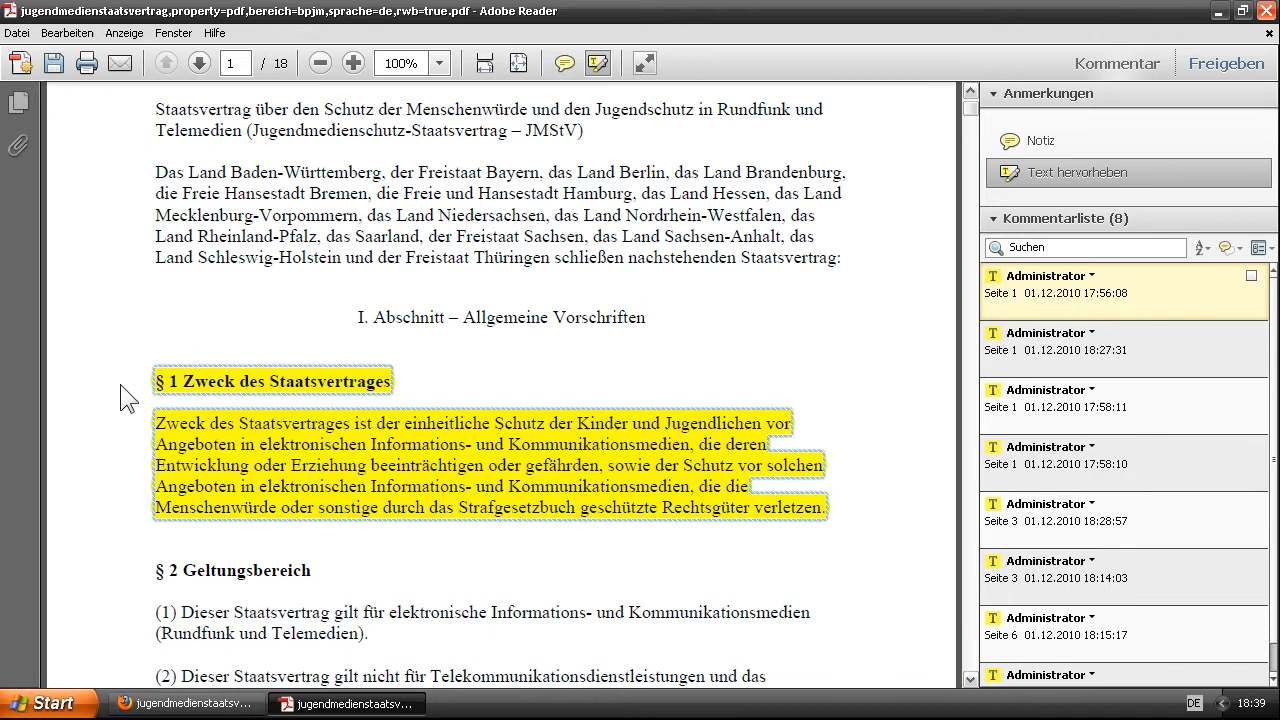 jugendmedienstaatsvertrag,property=pdf,bereich=bpjm,sprache=de,rwb=true.pdf - Adobe Reader
Datei Bearbeiten Anzeige Fenster Hilfe
1 / 18 100% Kommentar Freigeben
Staatsvertrag über den Schutz der Menschenwürde und den Jugendschutz in Rundfunk und
Telemedien (Jugendmedienschutz-Staatsvertrag – JMStV)
Das Land Baden-Württemberg, der Freistaat Bayern, das Land Berlin, das Land Brandenburg,
die Freie Hansestadt Bremen, die Freie und Hansestadt Hamburg, das Land Hessen, das Land
Mecklenburg-Vorpommern, das Land Niedersachsen, das Land Nordrhein-Westfalen, das
Land Rheinland-Pfalz, das Saarland, der Freistaat Sachsen, das Land Sachsen-Anhalt, das
Land Schleswig-Holstein und der Freistaat Thüringen schließen nachstehenden Staatsvertrag:
I. Abschnitt – Allgemeine Vorschriften
§ 1 Zweck des Staatsvertrages
Zweck des Staatsvertrages ist der einheitliche Schutz der Kinder und Jugendlichen vor
Angeboten in elektronischen Informations- und Kommunikationsmedien, die deren
Entwicklung oder Erziehung beeinträchtigen oder gefährden, sowie der Schutz vor solchen
Angeboten in elektronischen Informations- und Kommunikationsmedien, die die
Menschenwürde oder sonstige durch das Strafgesetzbuch geschützte Rechtsgüter verletzen.
§ 2 Geltungsbereich
(1) Dieser Staatsvertrag gilt für elektronische Informations- und Kommunikationsmedien
(Rundfunk und Telemedien).
(2) Dieser Staatsvertrag gilt nicht für Telekommunikationsdienstleistungen und das
Anmerkungen
Notiz
Text hervorheben
Kommentarliste (8)
Suchen
Administrator
Seite 1 01.12.2010 17:56:08
Administrator
Seite 1 01.12.2010 18:27:31
Administrator
Seite 1 01.12.2010 17:58:11
Administrator
Seite 1 01.12.2010 17:58:10
Administrator
Seite 3 01.12.2010 18:28:57
Administrator
Seite 3 01.12.2010 18:14:03
Administrator
Seite 6 01.12.2010 18:15:17
Administrator
Start jugendmedienstaatsv... jugendmedienstaatsv... DE 18:39